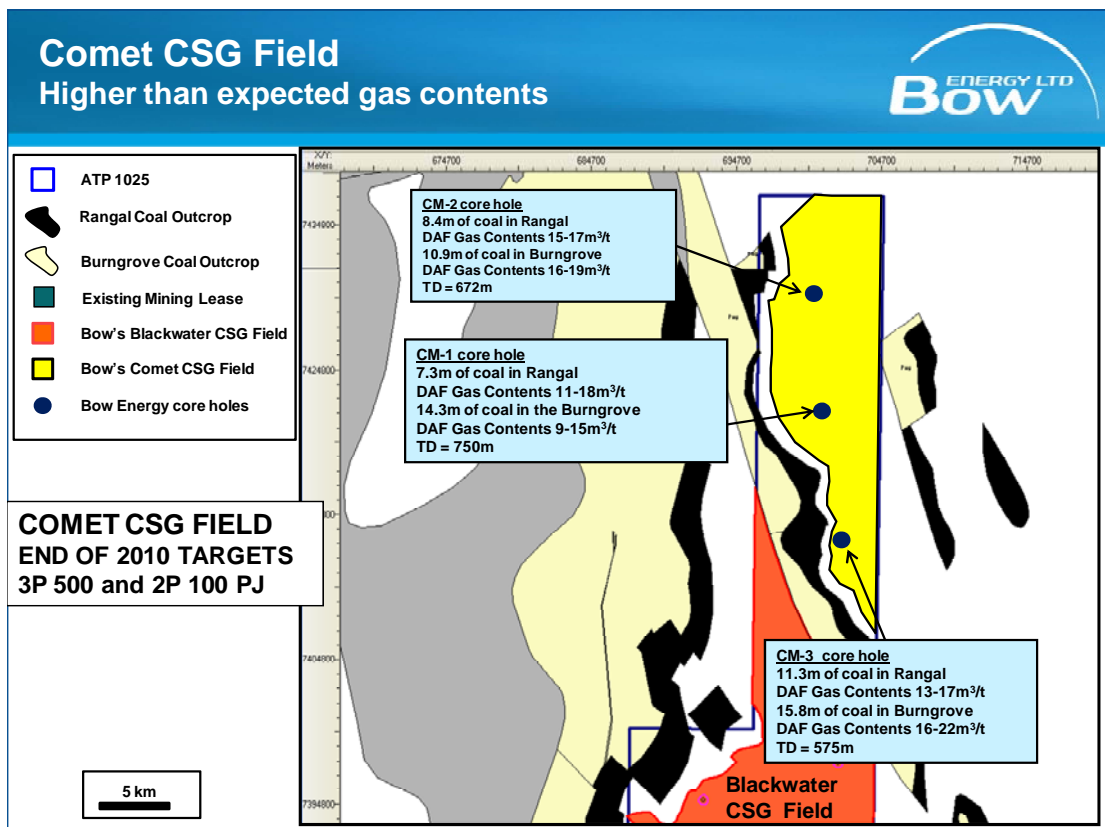 Comet CSG Field
Higher than expected gas contents
BOW ENERGY LTD
ATP 1025
Rangal Coal Outcrop
Burngrove Coal Outcrop
Existing Mining Lease
Bow's Blackwater CSG Field
Bow's Comet CSG Field
Bow Energy core holes
COMET CSG FIELD
END OF 2010 TARGETS
3P 500 and 2P 100 PJ
5 km
X/Y:
Meters
674700
684700
694700
704700
714700
7434900
7424900
7404800
7394800
CM-2 core hole
8.4m of coal in Rangal
DAF Gas Contents 15-17m³/t
10.9m of coal in Burngrove
DAF Gas Contents 16-19m³/t
TD = 672m
CM-1 core hole
7.3m of coal in Rangal
DAF Gas Contents 11-18m³/t
14.3m of coal in the Burngrove
DAF Gas Contents 9-15m³/t
TD = 750m
CM-3 core hole
11.3m of coal in Rangal
DAF Gas Contents 13-17m³/t
15.8m of coal in Burngrove
DAF Gas Contents 16-22m³/t
TD = 575m
Blackwater
CSG Field